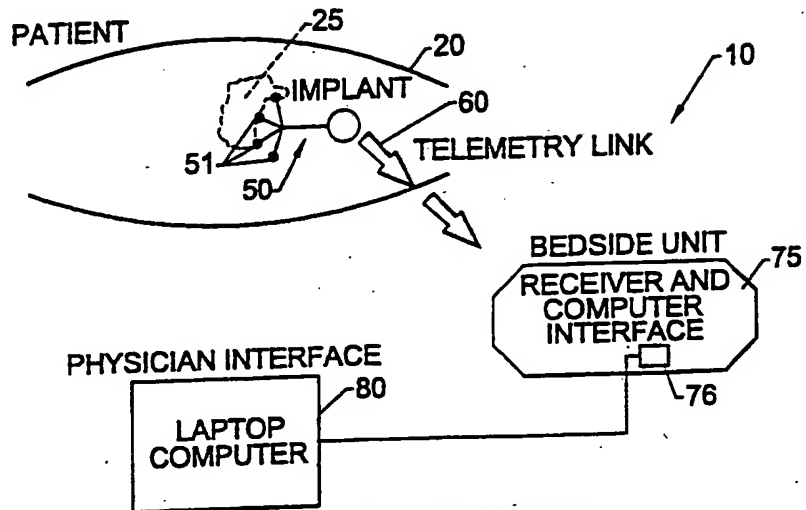 PATIENT
25
20
10
IMPLANT
60
51
50
TELEMETRY LINK
BEDSIDE UNIT
75
RECEIVER AND
COMPUTER
INTERFACE
76
PHYSICIAN INTERFACE
80
LAPTOP
COMPUTER